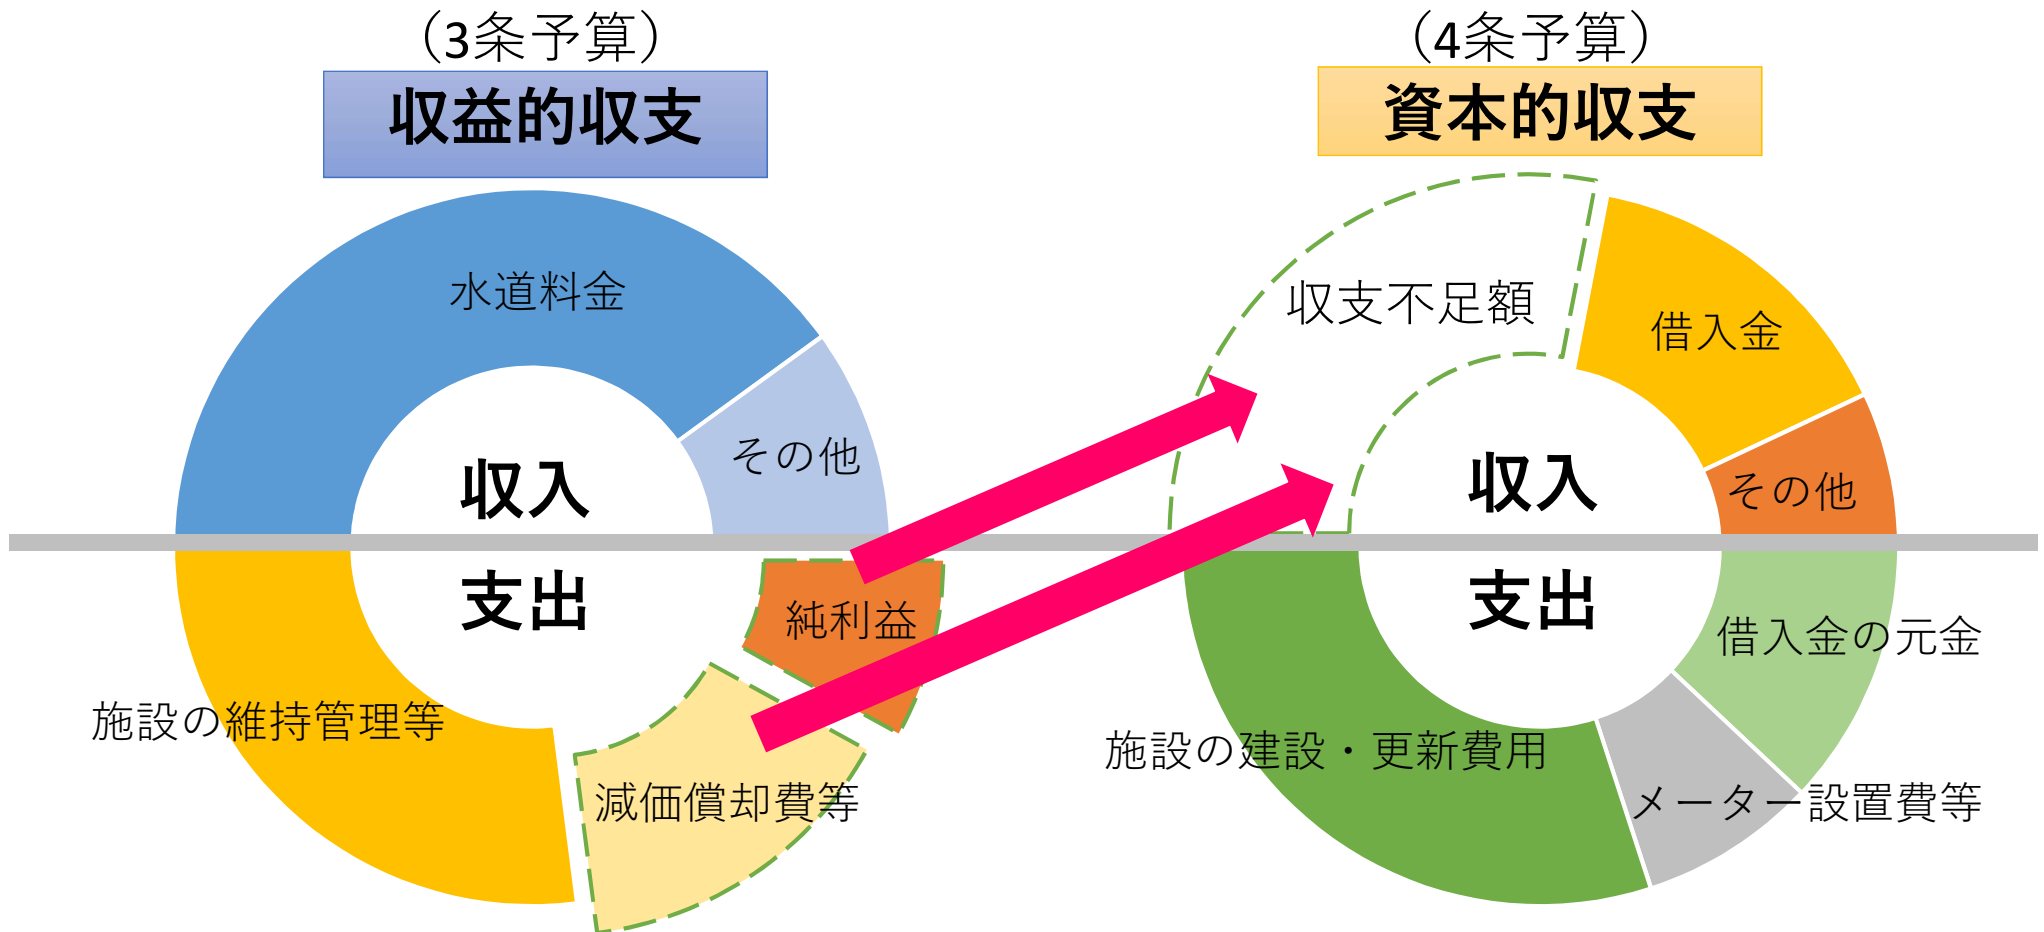 （3条予算）
収益的収支
水道料金
その他
収入
支出
純利益
施設の維持管理等
減価償却費等
（4条予算）
資本的収支
収支不足額
借入金
その他
収入
支出
借入金の元金
施設の建設・更新費用
メーター設置費等